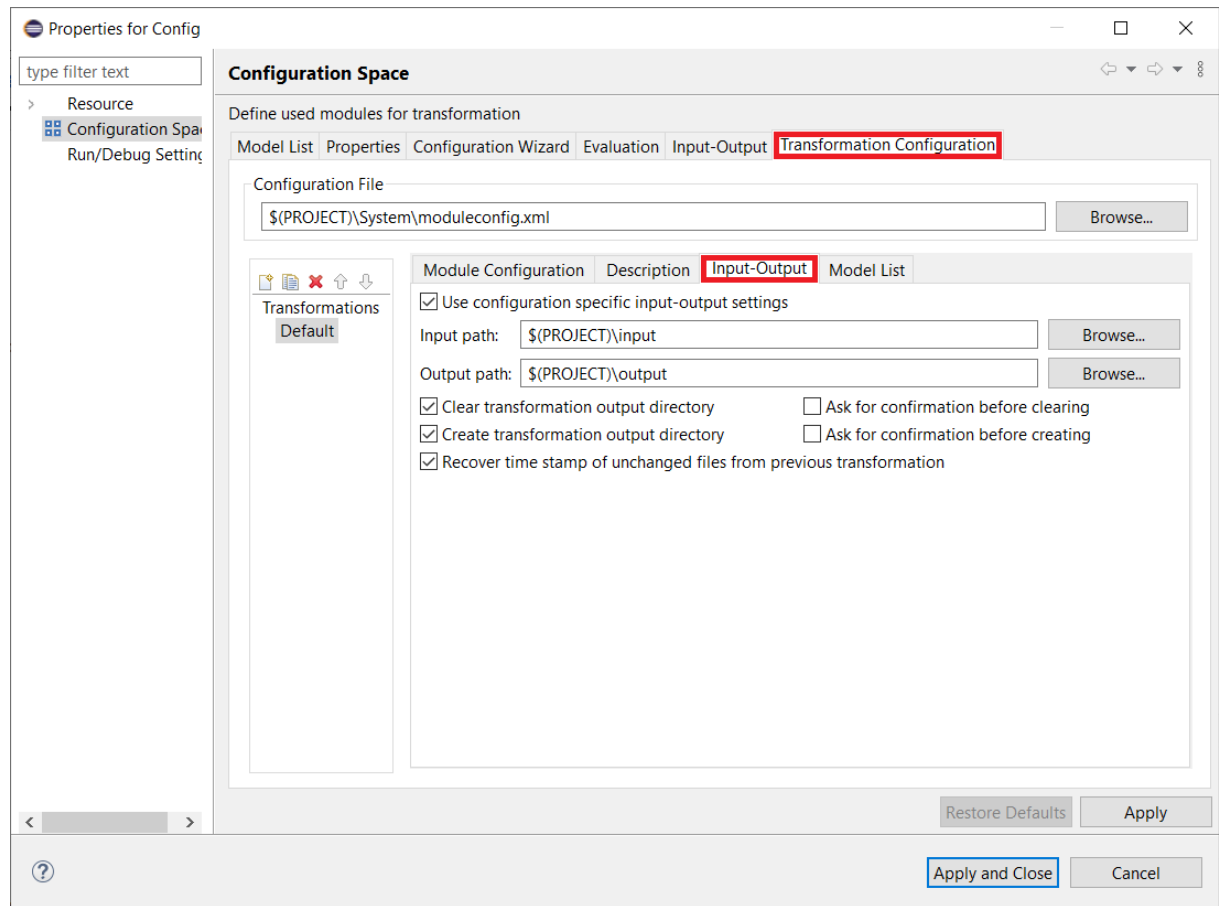 Properties for Config
type filter text
Configuration Space
Resource
Configuration Spa
Run/Debug Setting
Define used modules for transformation
Model List Properties Configuration Wizard Evaluation Input-Output Transformation Configuration
Configuration File
$(PROJECT)\System\moduleconfig.xml Browse...
Transformations
Default
Module Configuration Description Input-Output Model List
Use configuration specific input-output settings
Input path: $(PROJECT)\input Browse...
Output path: $(PROJECT)\output Browse...
Clear transformation output directory Ask for confirmation before clearing
Create transformation output directory Ask for confirmation before creating
Recover time stamp of unchanged files from previous transformation
Restore Defaults Apply
? Apply and Close Cancel